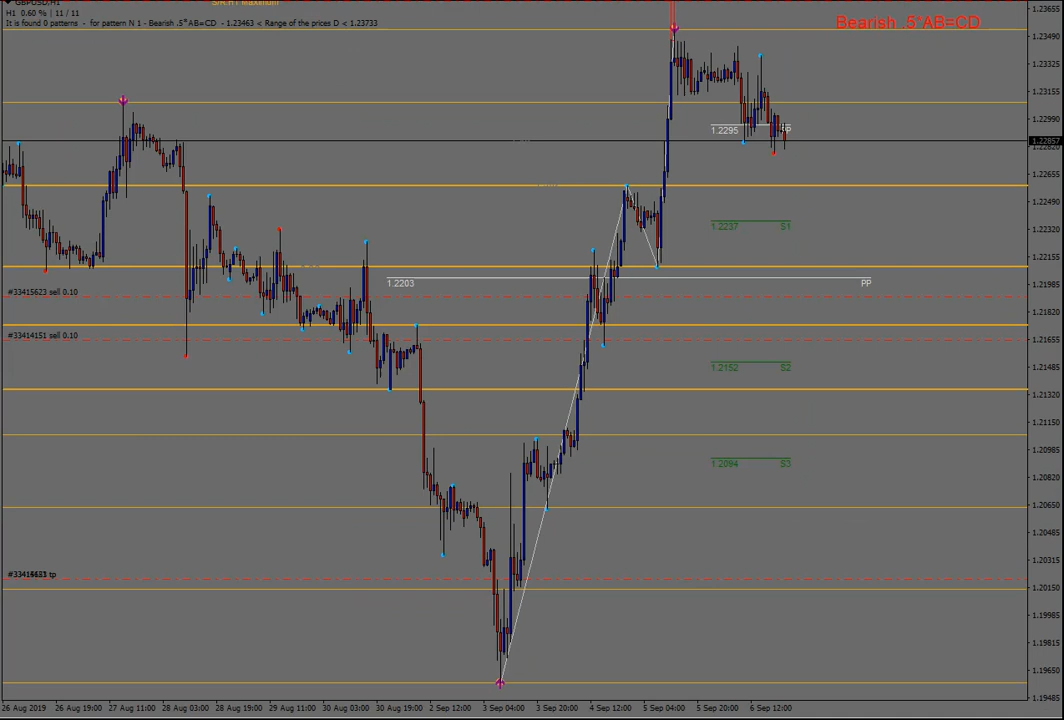 GBPUSD,H1
S/R:H1 Maximum
H1 0.60 % | 11 / 11
It is found 0 patterns - for pattern N 1 - Bearish .5*AB=CD - 1.23463 < Range of the prices D < 1.23733
Bearish .5*AB=CD
1.2295
PP
1.2237 S1
1.2203 PP
#33415623 sell 0.10
#33414151 sell 0.10
1.2152 S2
1.2094 S3
1.23655
1.23490
1.23325
1.23155
1.22990
1.22857
1.22655
1.22490
1.22320
1.22155
1.21985
1.21820
1.21655
1.21485
1.21320
1.21150
1.20985
1.20820
1.20650
1.20485
1.20315
1.20150
1.19985
1.19815
1.19650
1.19485
26 Aug 2019 26 Aug 19:00 27 Aug 11:00 28 Aug 03:00 28 Aug 19:00 29 Aug 11:00 30 Aug 03:00 30 Aug 19:00 2 Sep 12:00 3 Sep 04:00 3 Sep 20:00 4 Sep 12:00 5 Sep 04:00 5 Sep 20:00 6 Sep 12:00